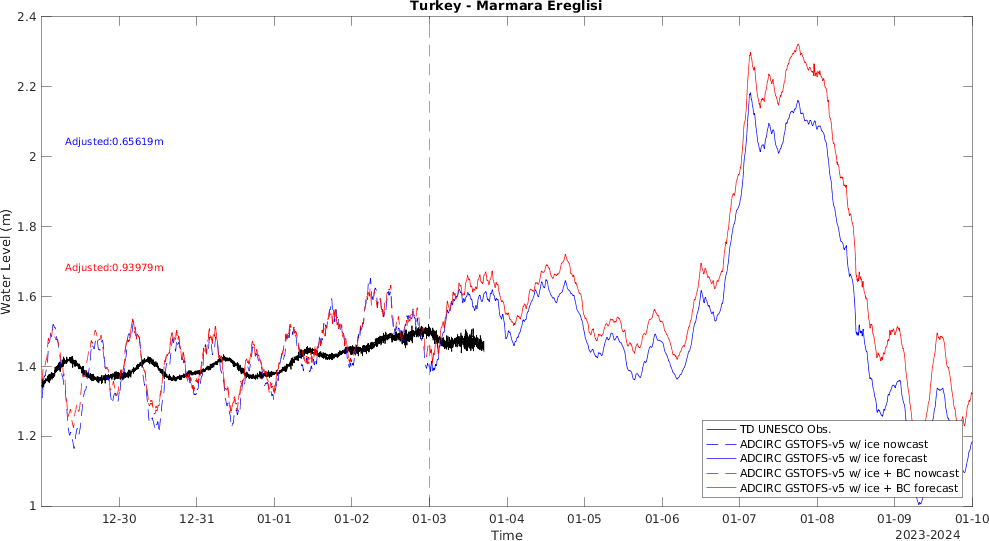 Turkey - Marmara Ereglisi
2.4
2.2
2
1.8
1.6
1.4
1.2
1
Water Level (m)
Adjusted:0.65619m
Adjusted:0.93979m
TD UNESCO Obs.
ADCIRC GSTOFS-v5 w/ ice nowcast
ADCIRC GSTOFS-v5 w/ ice forecast
ADCIRC GSTOFS-v5 w/ ice + BC nowcast
ADCIRC GSTOFS-v5 w/ ice + BC forecast
12-30 12-31 01-01 01-02 01-03 01-04 01-05 01-06 01-07 01-08 01-09 01-10
Time
2023-2024